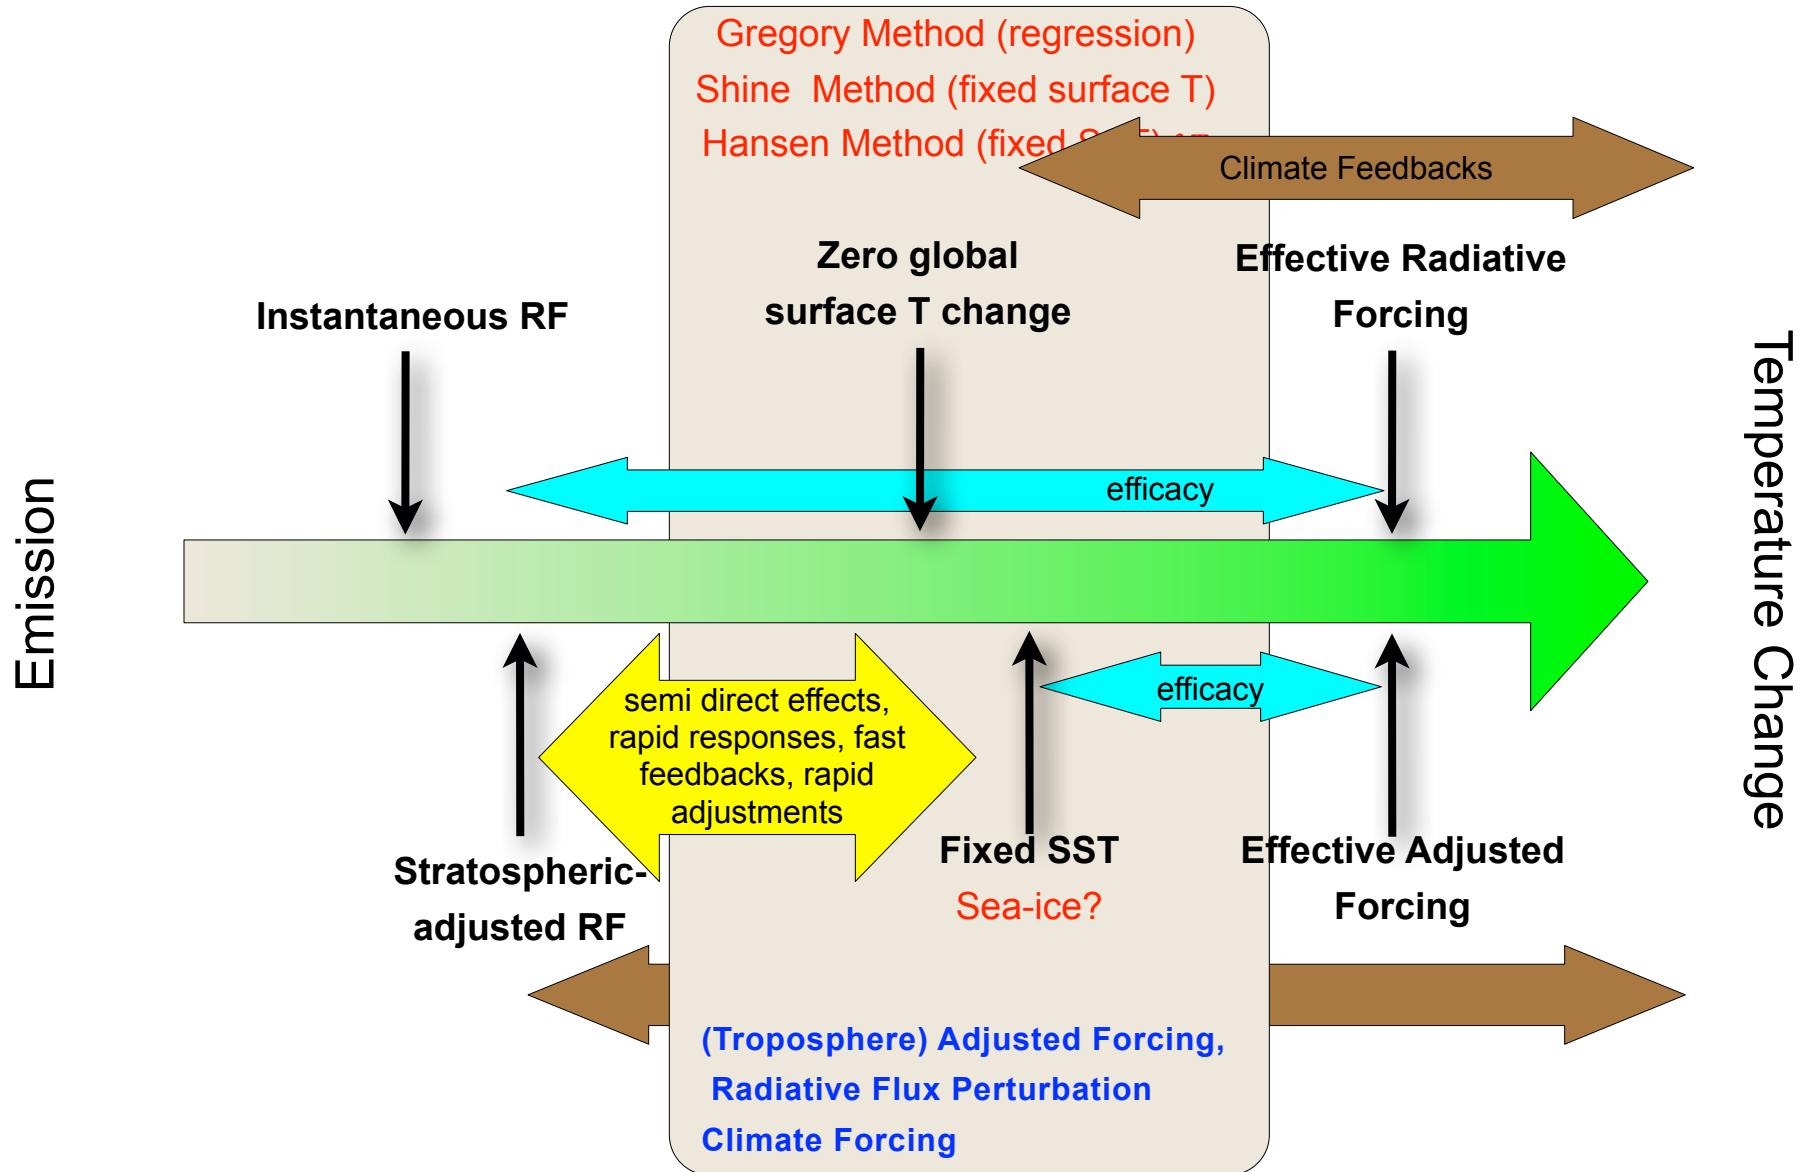 Gregory Method (regression)
Shine Method (fixed surface T)
Hansen Method (fixed
Climate Feedbacks
Zero global
surface T change
Effective Radiative
Forcing
Instantaneous RF
efficacy
Emission
Temperature Change
semi direct effects,
rapid responses, fast
feedbacks, rapid
adjustments
efficacy
Stratospheric-
adjusted RF
Fixed SST
Sea-ice?
Effective Adjusted
Forcing
(Troposphere) Adjusted Forcing,
Radiative Flux Perturbation
Climate Forcing